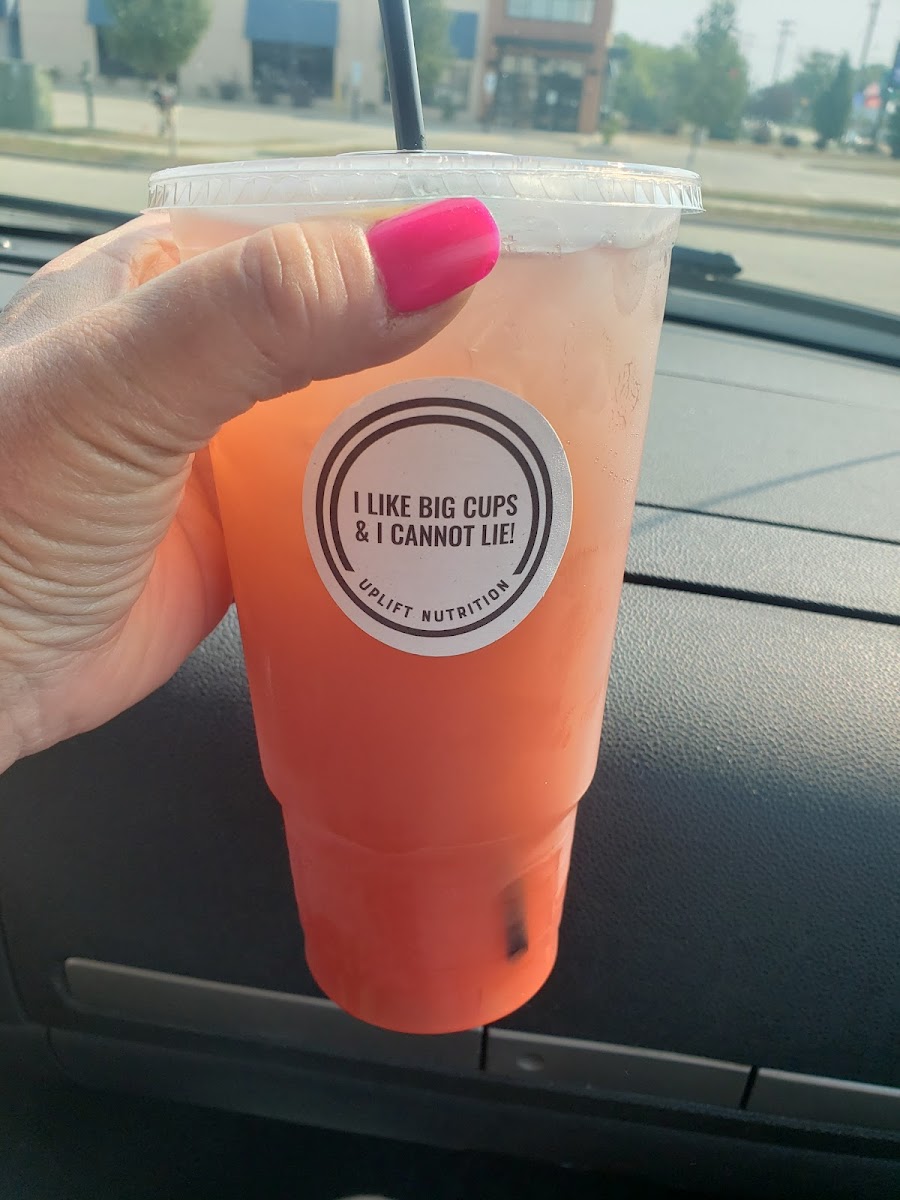 I LIKE BIG CUPS
& I CANNOT LIE!
UPLIFT NUTRITION